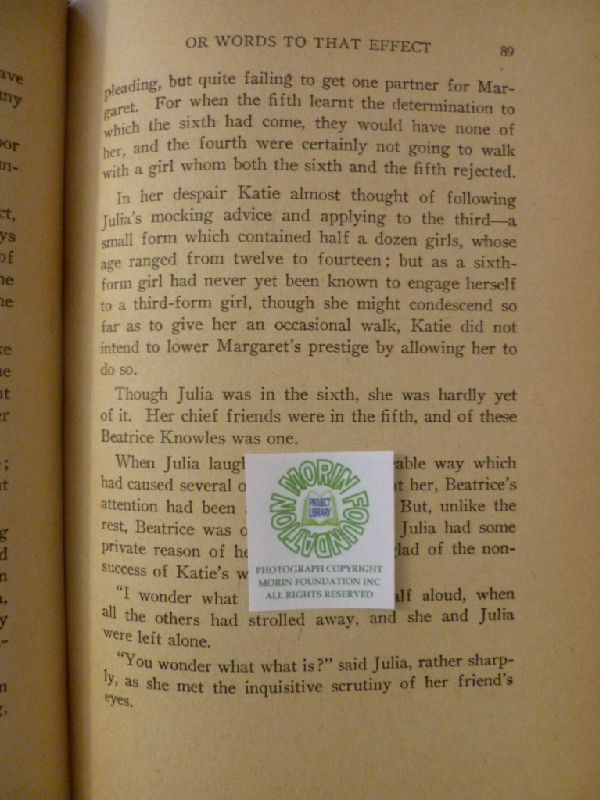 OR WORDS TO THAT EFFECT 89
pleading, but quite failing to get one partner for Mar-
garet. For when the fifth learnt the determination to
which the sixth had come, they would have none of
her, and the fourth were certainly not going to walk
with a girl whom both the sixth and the fifth rejected.
In her despair Katie almost thought of following
Julia's mocking advice and applying to the third—a
small form which contained half a dozen girls, whose
age ranged from twelve to fourteen; but as a sixth-
form girl had never yet been known to engage herself
to a third-form girl, though she might condescend so
far as to give her an occasional walk, Katie did not
intend to lower Margaret's prestige by allowing her to
do so.
Though Julia was in the sixth, she was hardly yet
of it. Her chief friends were in the fifth, and of these
Beatrice Knowles was one.
When Julia laugh able way which
had caused several o at her, Beatrice's
attention had been But, unlike the
rest, Beatrice was o Julia had some
private reason of he glad of the non-
success of Katie's w
"I wonder what alf aloud, when
all the others had strolled away, and she and Julia
were left alone.
"You wonder what what is?" said Julia, rather sharp-
ly, as she met the inquisitive scrutiny of her friend's
eyes.
MORIN FOUNDATION
PROJECT
LIBRARY
PHOTOGRAPH COPYRIGHT
MORIN FOUNDATION INC
ALL RIGHTS RESERVED